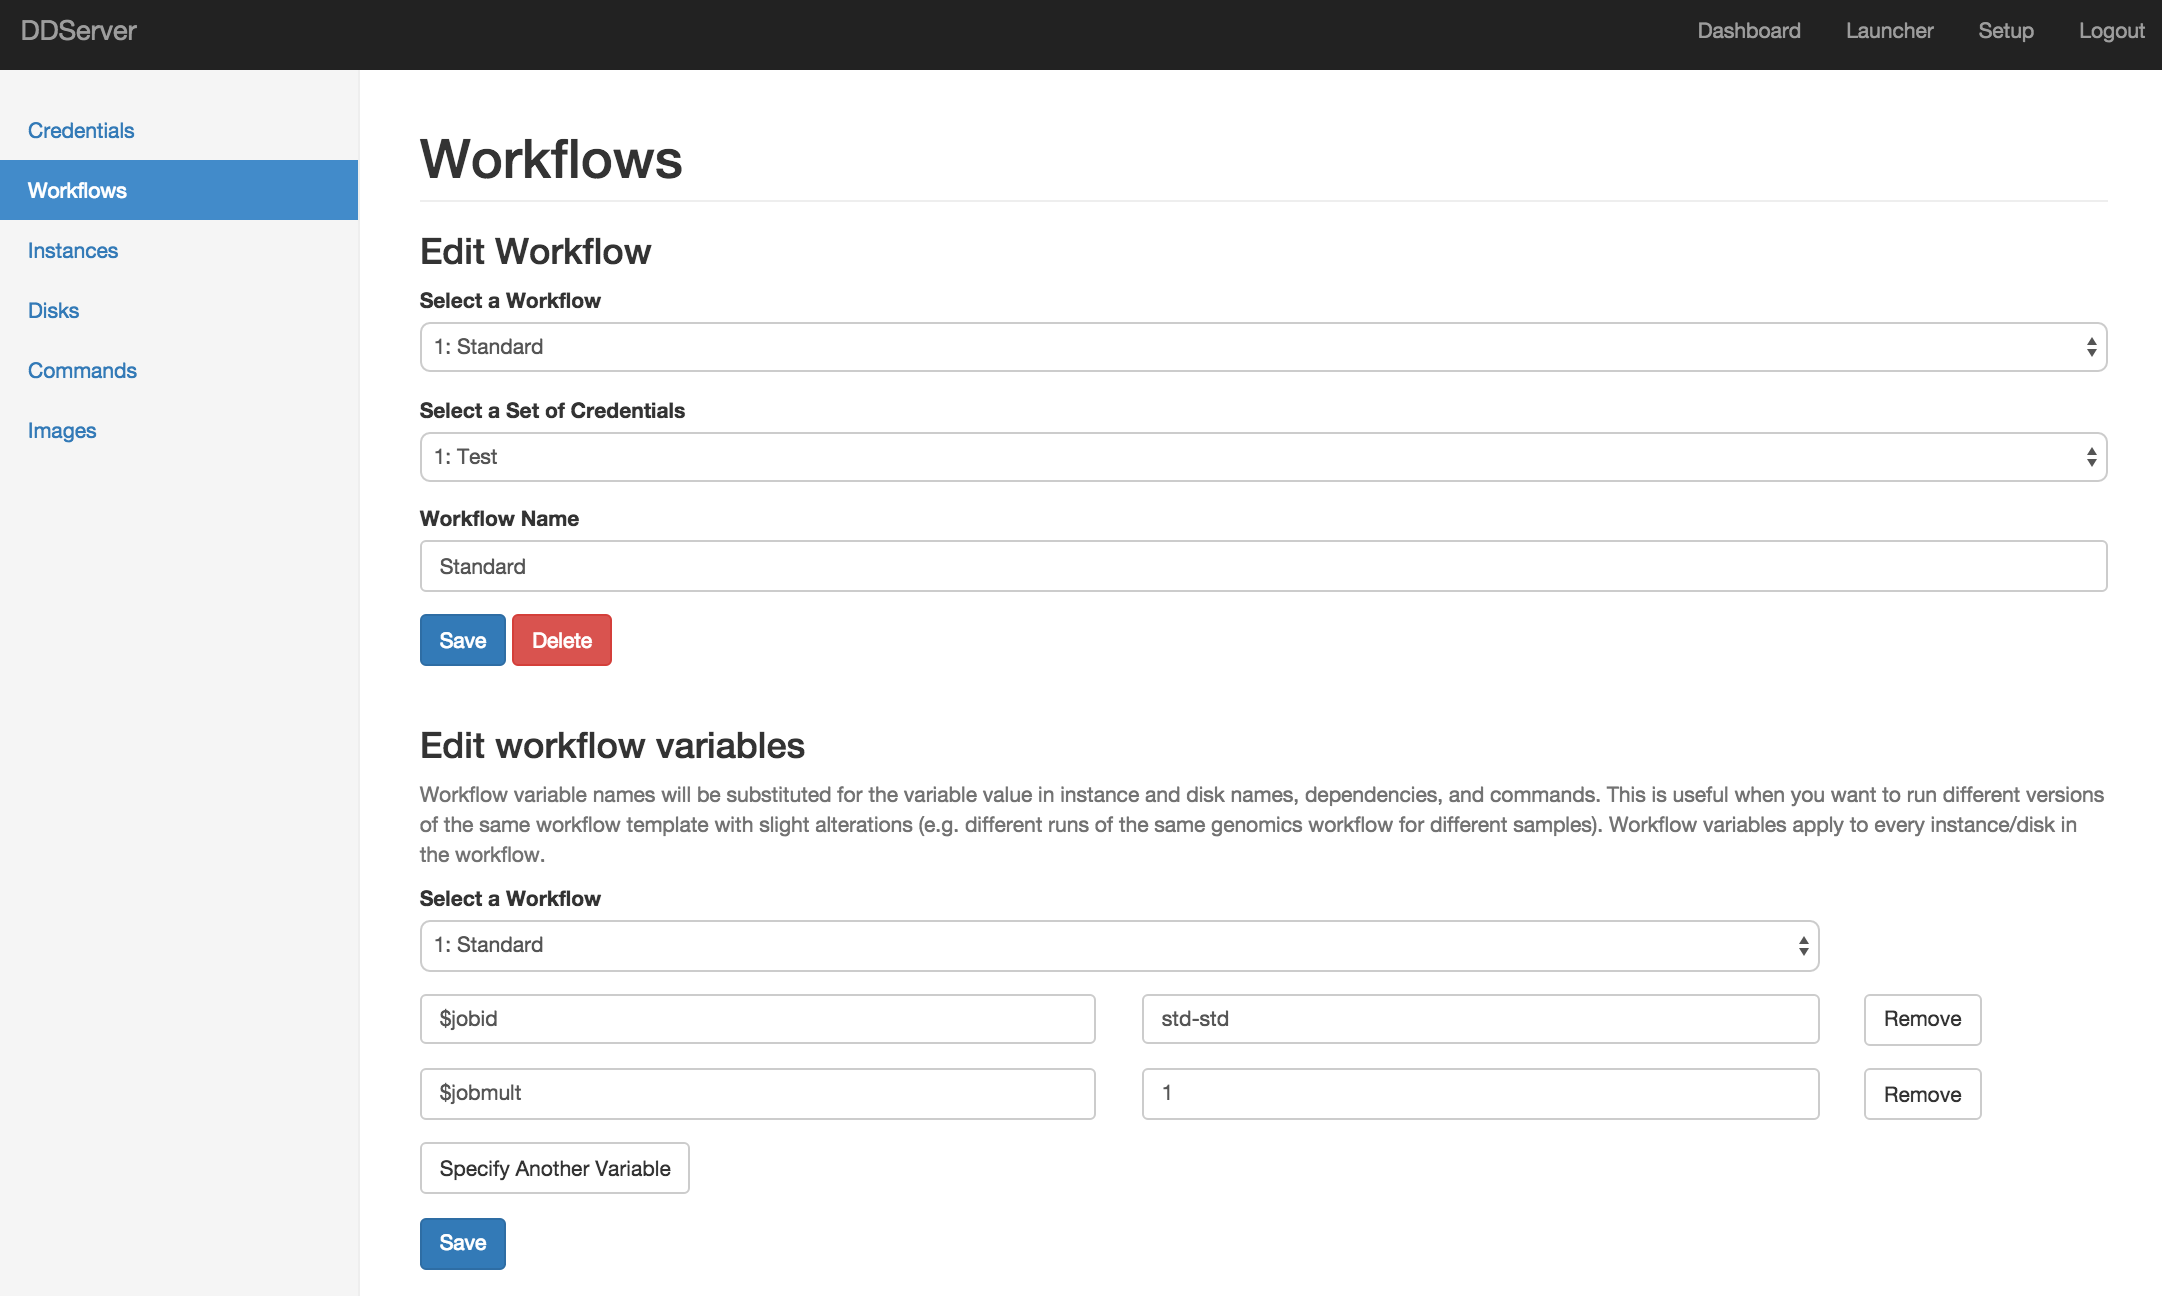 DDServer
Dashboard Launcher Setup Logout
Credentials
Workflows
Instances
Disks
Commands
Images
Workflows
Edit Workflow
Select a Workflow
1: Standard
Select a Set of Credentials
1: Test
Workflow Name
Standard
Save Delete
Edit workflow variables
Workflow variable names will be substituted for the variable value in instance and disk names, dependencies, and commands. This is useful when you want to run different versions
of the same workflow template with slight alterations (e.g. different runs of the same genomics workflow for different samples). Workflow variables apply to every instance/disk in
the workflow.
Select a Workflow
1: Standard
$jobid std-std Remove
$jobmult 1 Remove
Specify Another Variable
Save